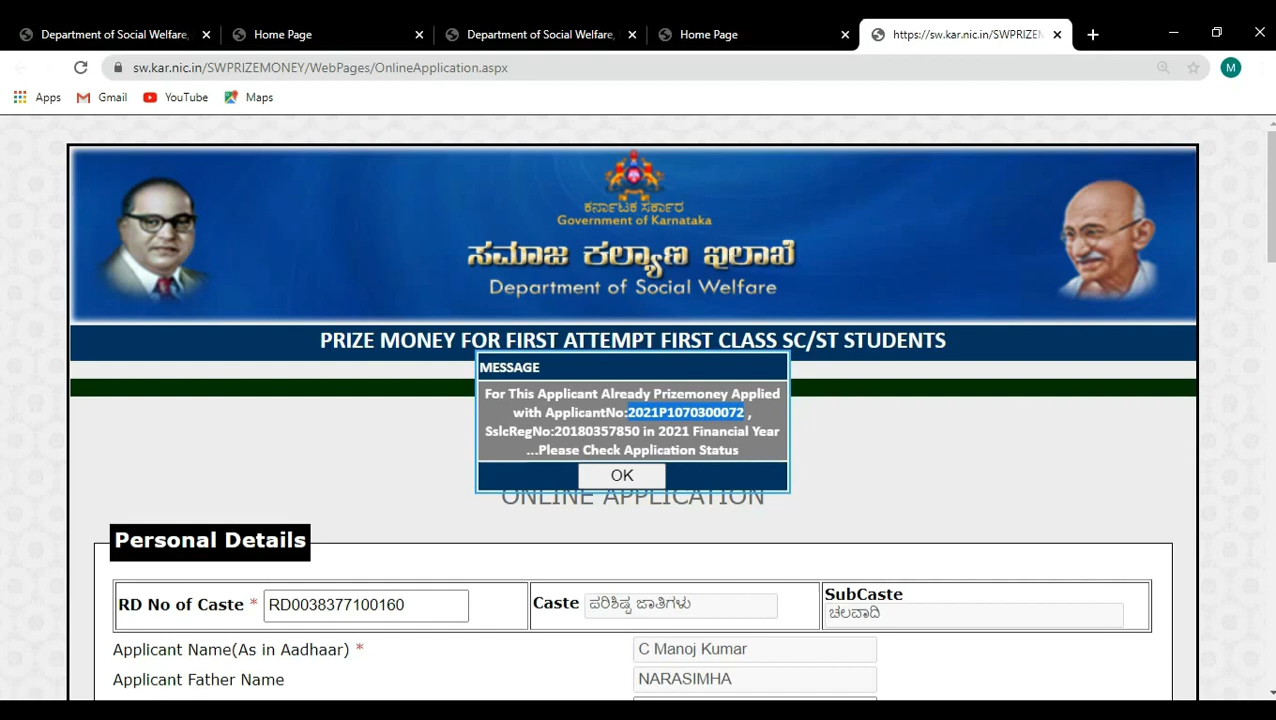 Department of Social Welfare,
Home Page
Department of Social Welfare,
Home Page
https://sw.kar.nic.in/SWPRIZEM
sw.kar.nic.in/SWPRIZEMONEY/WebPages/OnlineApplication.aspx
M
Apps
Gmail
YouTube
Maps
ಕರ್ನಾಟಕ ಸರ್ಕಾರ
Government of Karnataka
ಸಮಾಜ ಕಲ್ಯಾಣ ಇಲಾಖೆ
Department of Social Welfare
PRIZE MONEY FOR FIRST ATTEMPT FIRST CLASS SC/ST STUDENTS
MESSAGE
For This Applicant Already Prizemoney Applied
with ApplicantNo:2021P1070300072 ,
SslcRegNo:20180357850 in 2021 Financial Year
...Please Check Application Status
OK
ONLINE APPLICATION
Personal Details
RD No of Caste * RD0038377100160
Caste ಪರಿಶಿಷ್ಟ ಜಾತಿಗಳು
SubCaste
ಚಲವಾದಿ
Applicant Name(As in Aadhaar) * C Manoj Kumar
Applicant Father Name NARASIMHA